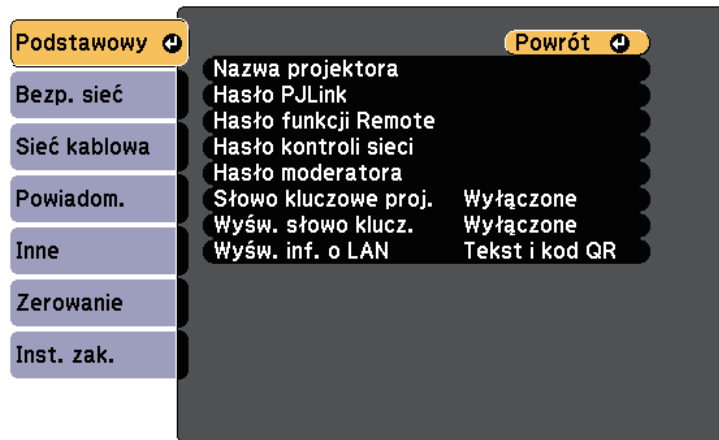 Podstawowy
Bezp. sieć
Sieć kablowa
Powiadom.
Inne
Zerowanie
Inst. zak.
Powrót
Nazwa projektora
Hasło PJLink
Hasło funkcji Remote
Hasło kontroli sieci
Hasło moderatora
Słowo kluczowe proj. Wyłączone
Wyśw. słowo klucz. Wyłączone
Wyśw. inf. o LAN Tekst i kod QR